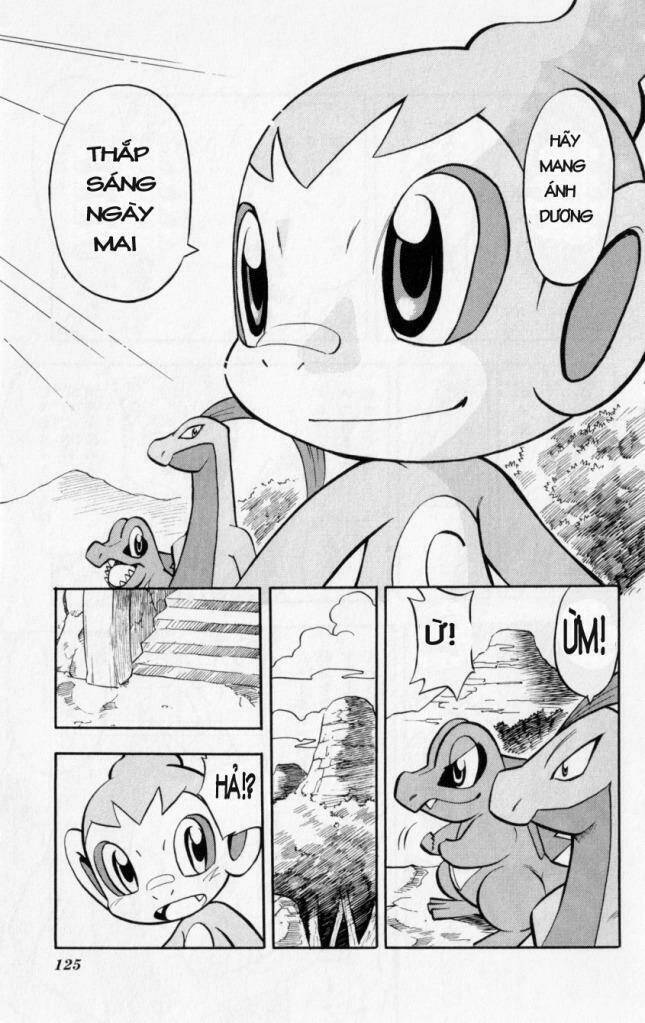 HÃY
MANG
ÁNH
DƯƠNG
THẮP
SÁNG
NGÀY
MAI
ỪM!
Ừ!
HẢ!?
125